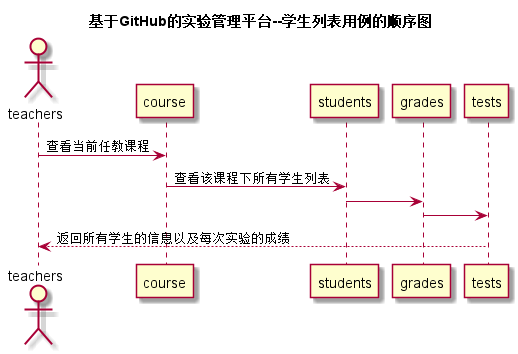 基于GitHub的实验管理平台--学生列表用例的顺序图
teachers
course
students
grades
tests
查看当前任教课程
查看该课程下所有学生列表
返回所有学生的信息以及每次实验的成绩
teachers
course
students
grades
tests